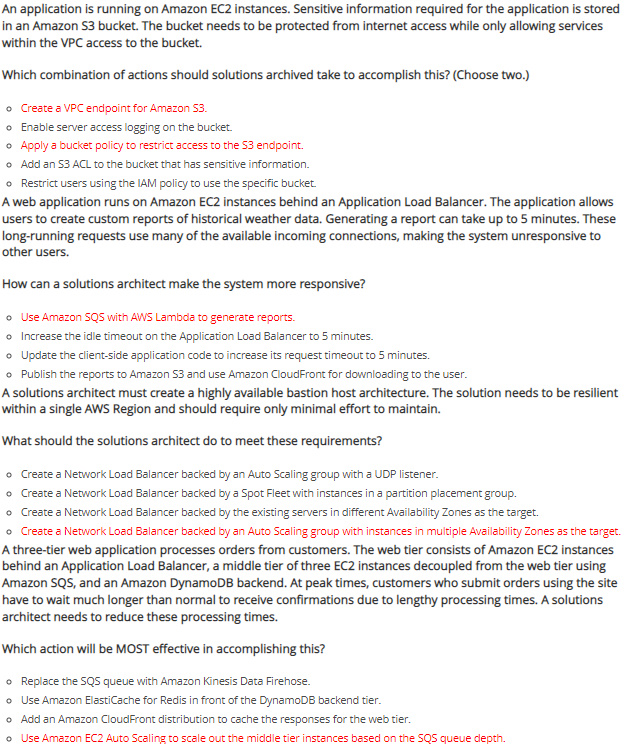 An application is running on Amazon EC2 instances. Sensitive information required for the application is stored
in an Amazon S3 bucket. The bucket needs to be protected from internet access while only allowing services
within the VPC access to the bucket.
Which combination of actions should solutions archived take to accomplish this? (Choose two.)
Create a VPC endpoint for Amazon S3.
Enable server access logging on the bucket.
Apply a bucket policy to restrict access to the S3 endpoint.
Add an S3 ACL to the bucket that has sensitive information.
Restrict users using the IAM policy to use the specific bucket.
A web application runs on Amazon EC2 instances behind an Application Load Balancer. The application allows
users to create custom reports of historical weather data. Generating a report can take up to 5 minutes. These
long-running requests use many of the available incoming connections, making the system unresponsive to
other users.
How can a solutions architect make the system more responsive?
Use Amazon SQS with AWS Lambda to generate reports.
Increase the idle timeout on the Application Load Balancer to 5 minutes.
Update the client-side application code to increase its request timeout to 5 minutes.
Publish the reports to Amazon S3 and use Amazon CloudFront for downloading to the user.
A solutions architect must create a highly available bastion host architecture. The solution needs to be resilient
within a single AWS Region and should require only minimal effort to maintain.
What should the solutions architect do to meet these requirements?
Create a Network Load Balancer backed by an Auto Scaling group with a UDP listener.
Create a Network Load Balancer backed by a Spot Fleet with instances in a partition placement group.
Create a Network Load Balancer backed by the existing servers in different Availability Zones as the target.
Create a Network Load Balancer backed by an Auto Scaling group with instances in multiple Availability Zones as the target.
A three-tier web application processes orders from customers. The web tier consists of Amazon EC2 instances
behind an Application Load Balancer, a middle tier of three EC2 instances decoupled from the web tier using
Amazon SQS, and an Amazon DynamoDB backend. At peak times, customers who submit orders using the site
have to wait much longer than normal to receive confirmations due to lengthy processing times. A solutions
architect needs to reduce these processing times.
Which action will be MOST effective in accomplishing this?
Replace the SQS queue with Amazon Kinesis Data Firehose.
Use Amazon ElastiCache for Redis in front of the DynamoDB backend tier.
Add an Amazon CloudFront distribution to cache the responses for the web tier.
Use Amazon EC2 Auto Scaling to scale out the middle tier instances based on the SQS queue depth.